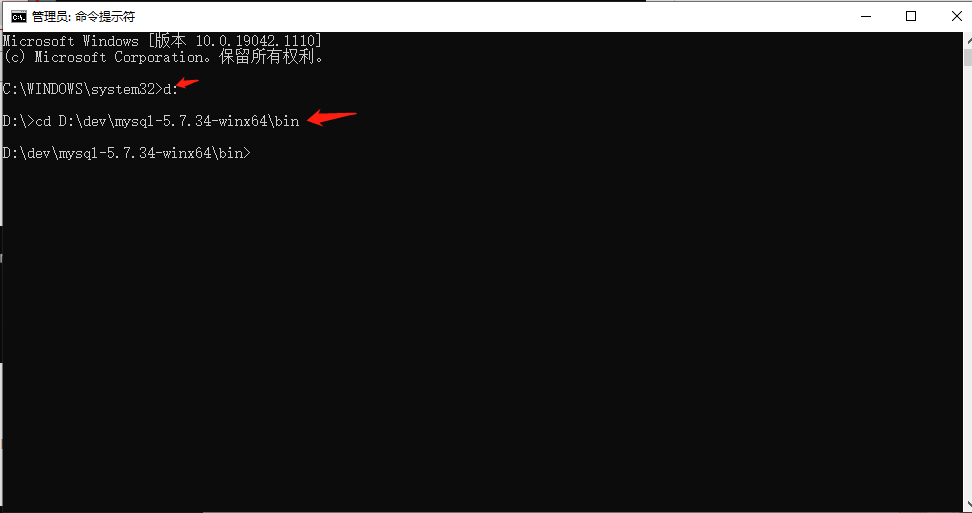 管理员: 命令提示符
Microsoft Windows [版本 10.0.19042.1110]
(c) Microsoft Corporation。保留所有权利。
C:\WINDOWS\system32>d:
D:\>cd D:\dev\mysql-5.7.34-winx64\bin
D:\dev\mysql-5.7.34-winx64\bin>